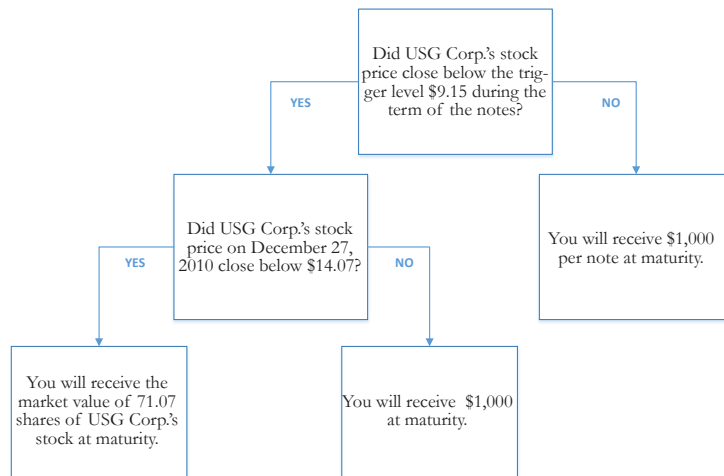 Did USG Corp.'s stock
price close below the trig-
ger level $9.15 during the
term of the notes?
YES
NO
Did USG Corp.'s stock
price on December 27,
2010 close below $14.07?
You will receive $1,000
per note at maturity.
YES
NO
You will receive the
market value of 71.07
shares of USG Corp.'s
stock at maturity.
You will receive $1,000
at maturity.